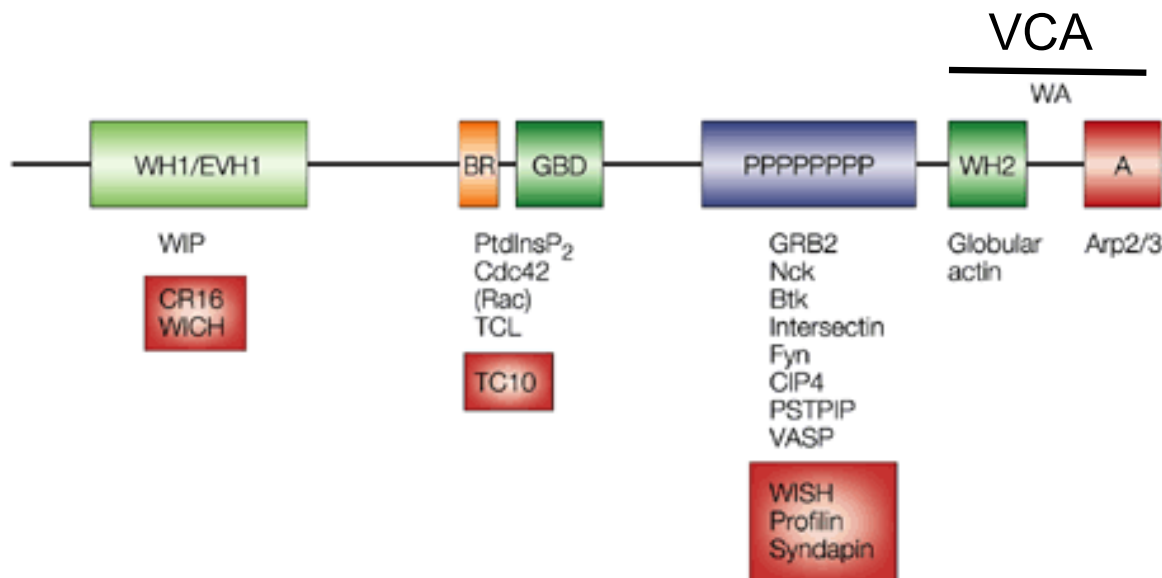 VCA
WA
WH1/EVH1
BR
GBD
PPPPPPPP
WH2
A
WIP
CR16
WICH
PtdInsP2
Cdc42
(Rac)
TCL
TC10
GRB2
Nck
Btk
Intersectin
Fyn
CIP4
PSTPIP
VASP
WISH
Profilin
Syndapin
Globular
actin
Arp2/3